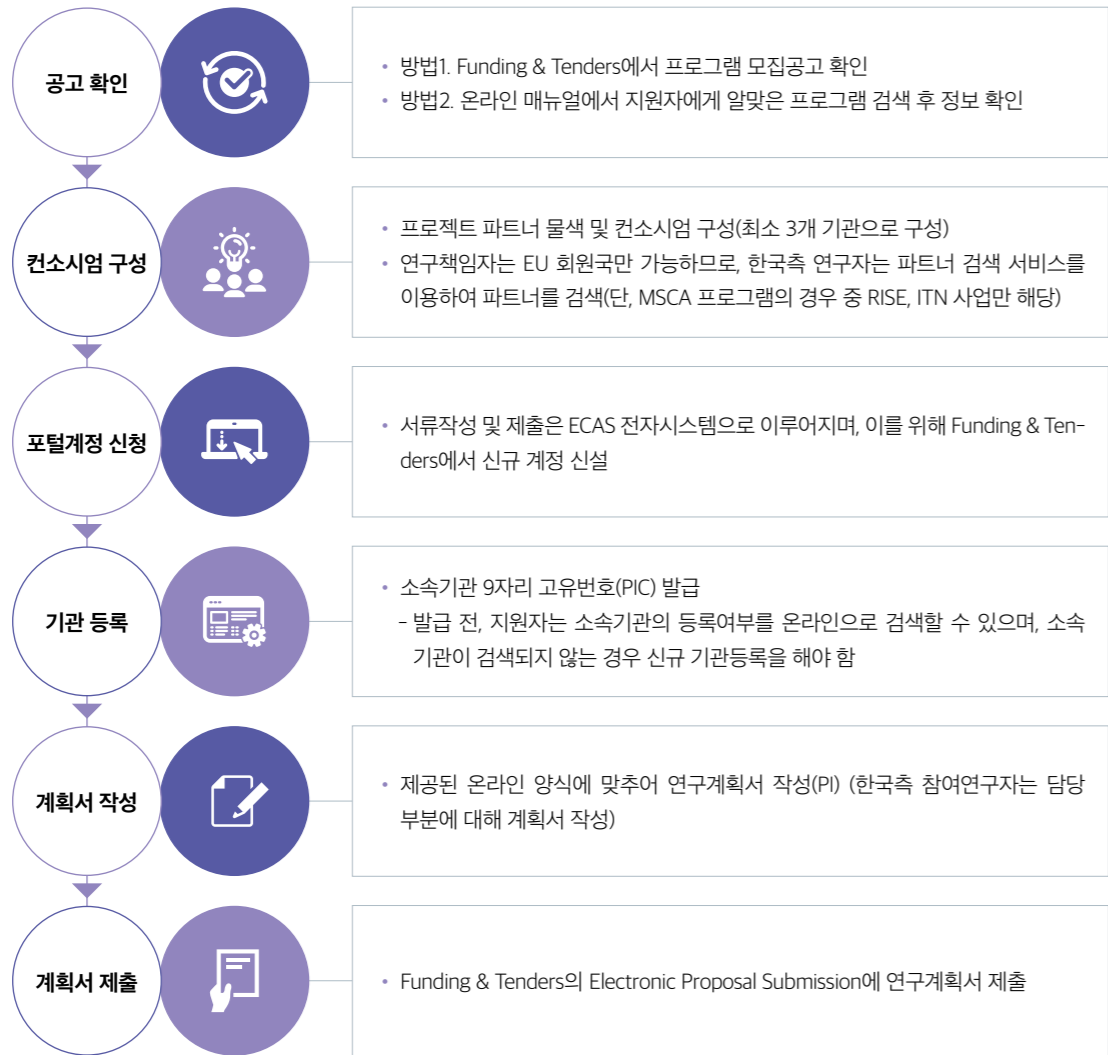 공고 확인
• 방법1. Funding & Tenders에서 프로그램 모집공고 확인
• 방법2. 온라인 매뉴얼에서 지원자에게 알맞은 프로그램 검색 후 정보 확인
컨소시엄 구성
• 프로젝트 파트너 물색 및 컨소시엄 구성(최소 3개 기관으로 구성)
• 연구책임자는 EU 회원국만 가능하므로, 한국측 연구자는 파트너 검색 서비스를
이용하여 파트너를 검색(단, MSCA 프로그램의 경우 중 RISE, ITN 사업만 해당)
포털계정 신청
• 서류작성 및 제출은 ECAS 전자시스템으로 이루어지며, 이를 위해 Funding & Ten-
ders에서 신규 계정 신설
기관 등록
• 소속기관 9자리 고유번호(PIC) 발급
- 발급 전, 지원자는 소속기관의 등록여부를 온라인으로 검색할 수 있으며, 소속
기관이 검색되지 않는 경우 신규 기관등록을 해야 함
계획서 작성
• 제공된 온라인 양식에 맞추어 연구계획서 작성(PI) (한국측 참여연구자는 담당
부분에 대해 계획서 작성)
계획서 제출
• Funding & Tenders의 Electronic Proposal Submission에 연구계획서 제출